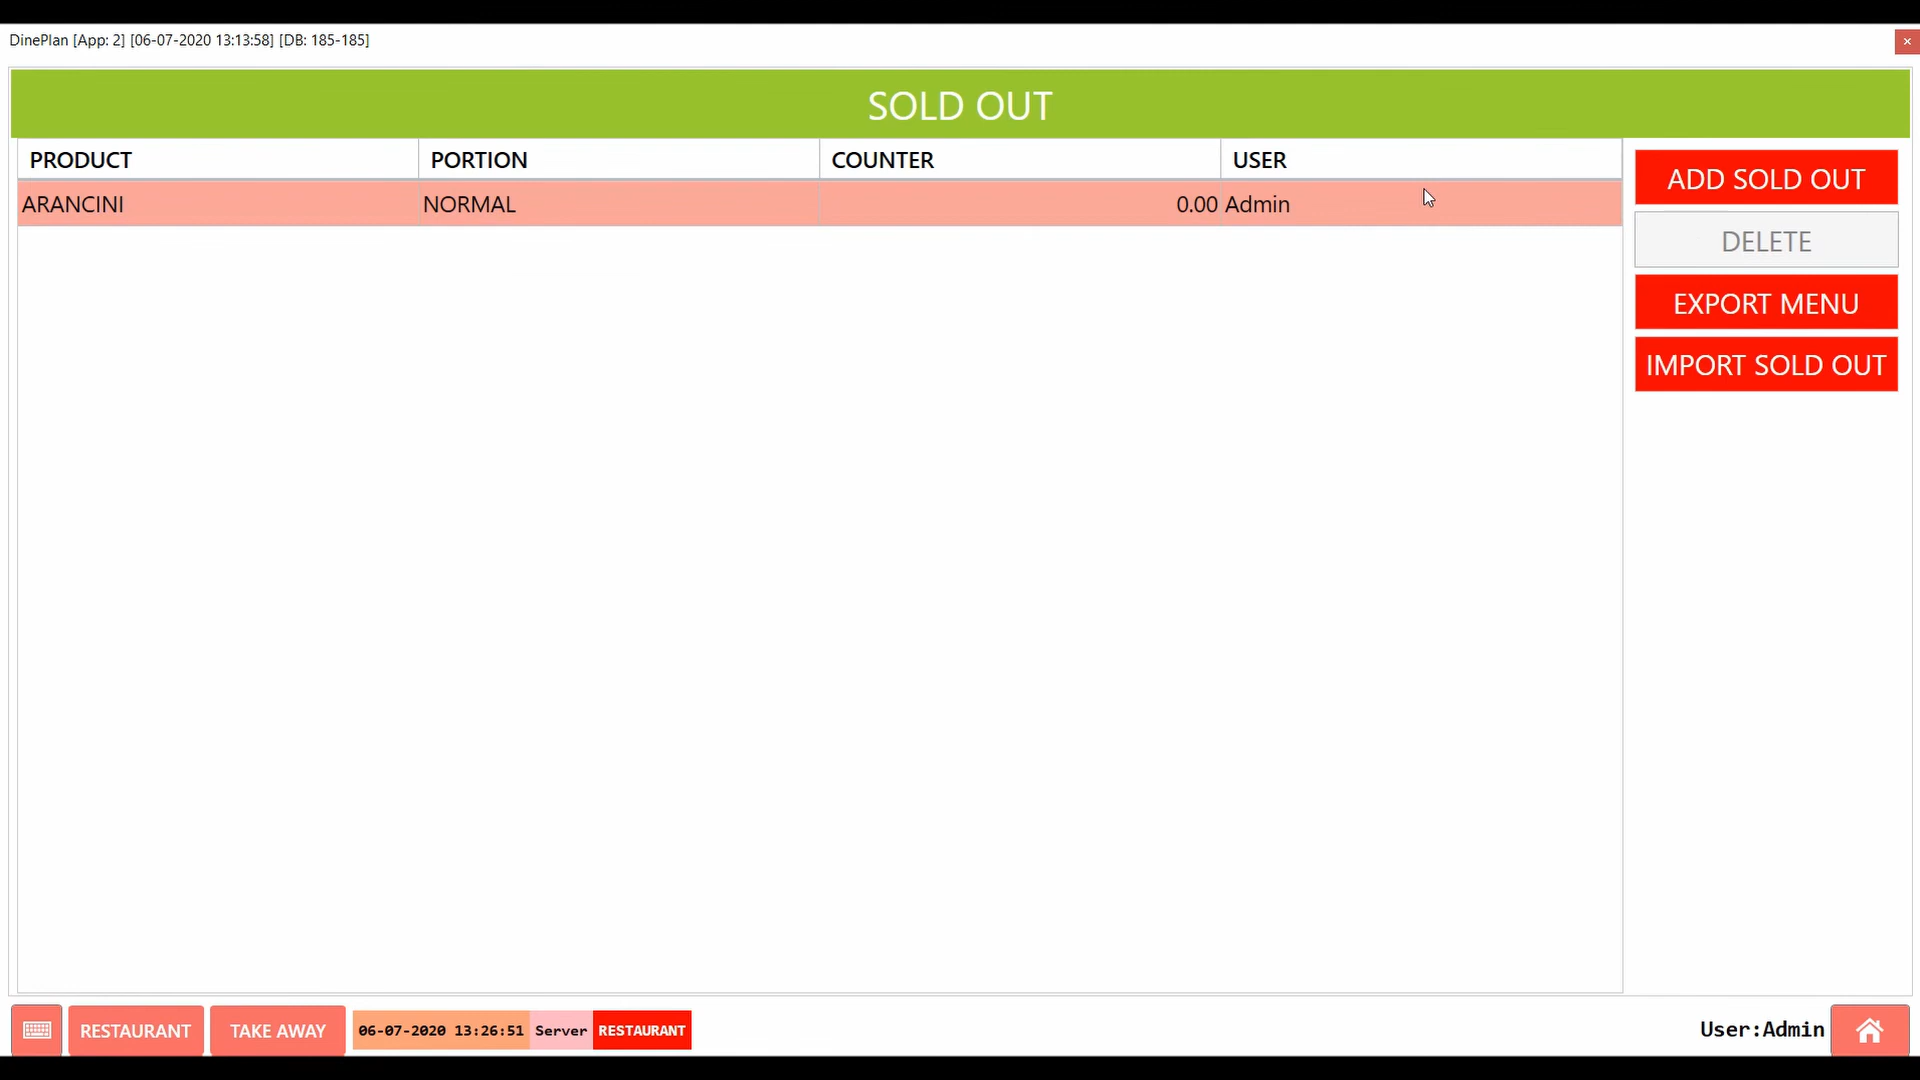 DinePlan [App: 2] [06-07-2020 13:13:58] [DB: 185-185]
SOLD OUT
PRODUCT PORTION COUNTER USER
ARANCINI NORMAL 0.00 Admin
ADD SOLD OUT
DELETE
EXPORT MENU
IMPORT SOLD OUT
RESTAURANT TAKE AWAY 06-07-2020 13:26:51 Server RESTAURANT User:Admin